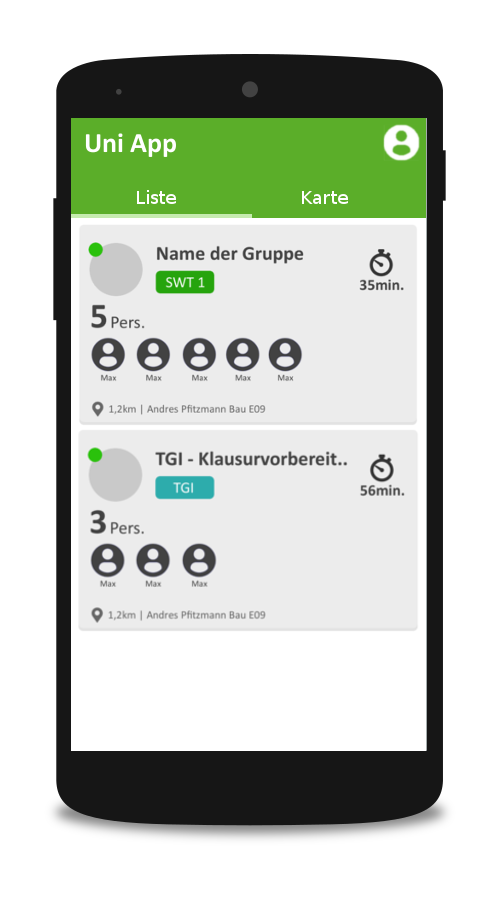 Uni App
Liste Karte
Name der Gruppe
SWT 1
35min.
5 Pers.
Max Max Max Max Max
1,2km | Andres Pfitzmann Bau E09
TGI - Klausurvorbereit..
TGI
56min.
3 Pers.
Max Max Max
1,2km | Andres Pfitzmann Bau E09